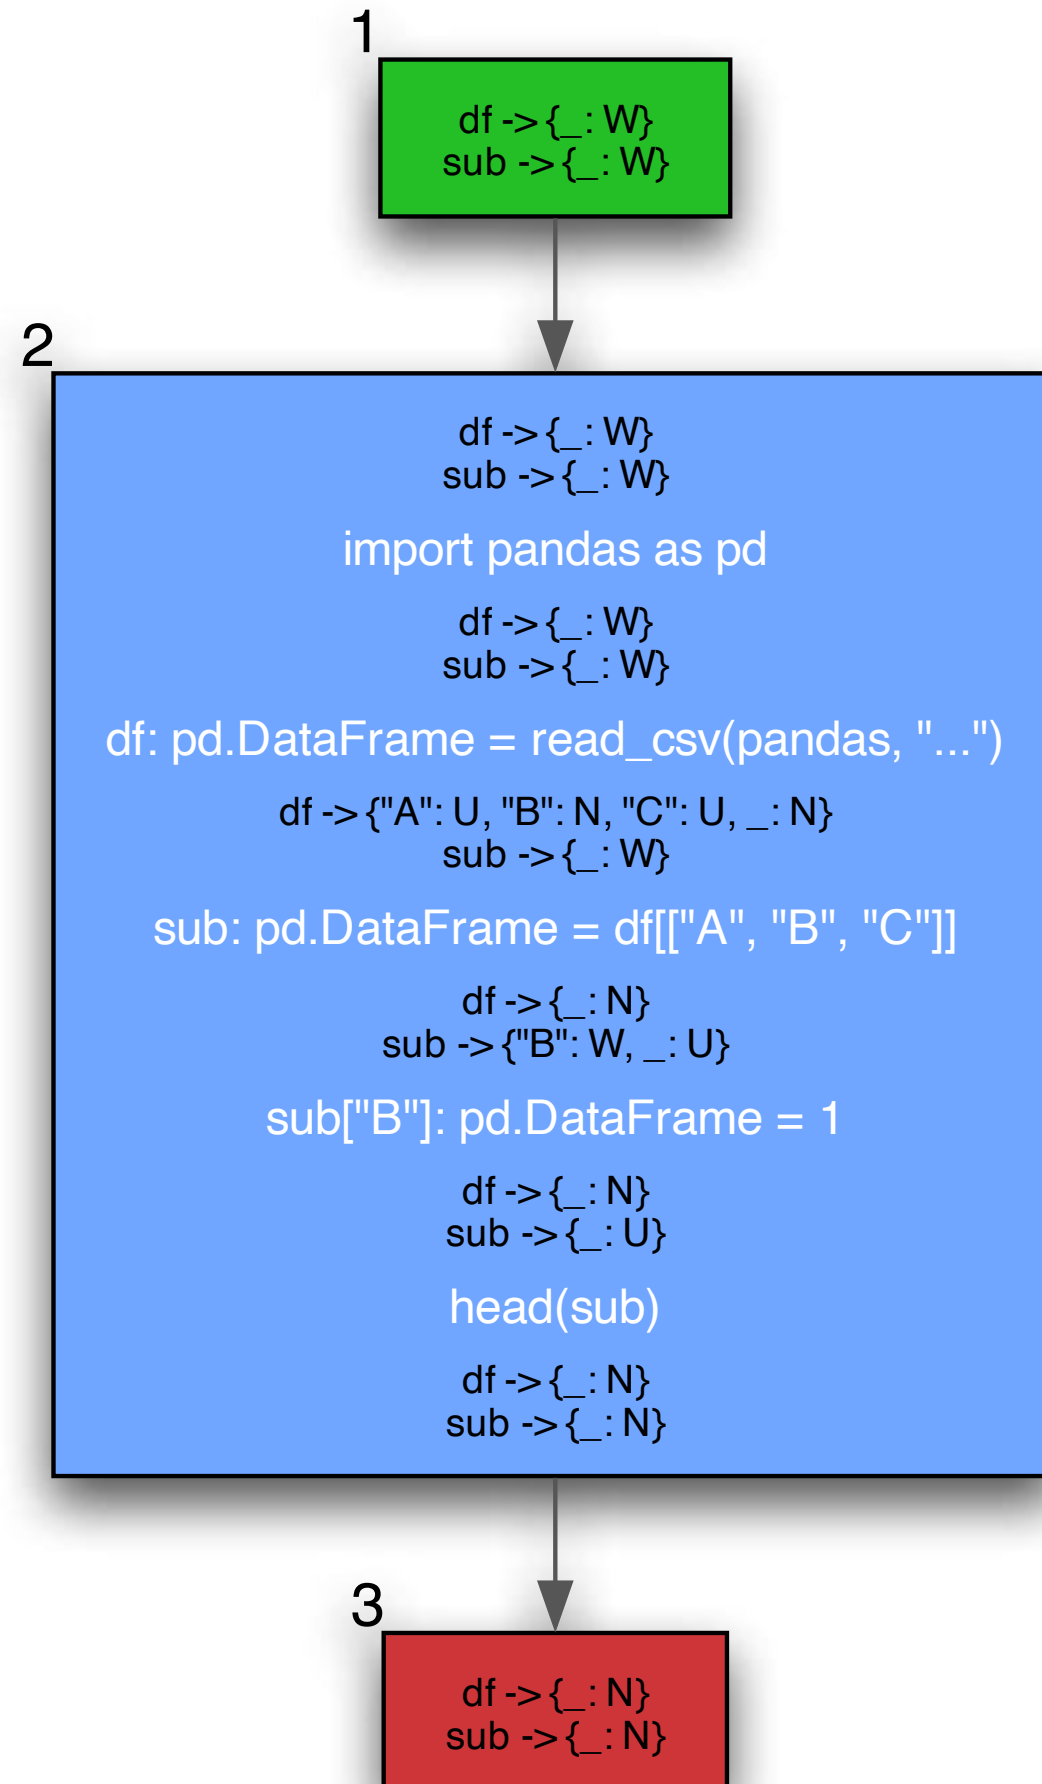 1
df -> {_: W}
sub -> {_: W}
2
df -> {_: W}
sub -> {_: W}
import pandas as pd
df -> {_: W}
sub -> {_: W}
df: pd.DataFrame = read_csv(pandas, "...")
df -> {"A": U, "B": N, "C": U, _: N}
sub -> {_: W}
sub: pd.DataFrame = df[["A", "B", "C"]]
df -> {_: N}
sub -> {"B": W, _: U}
sub["B"]: pd.DataFrame = 1
df -> {_: N}
sub -> {_: U}
head(sub)
df -> {_: N}
sub -> {_: N}
3
df -> {_: N}
sub -> {_: N}